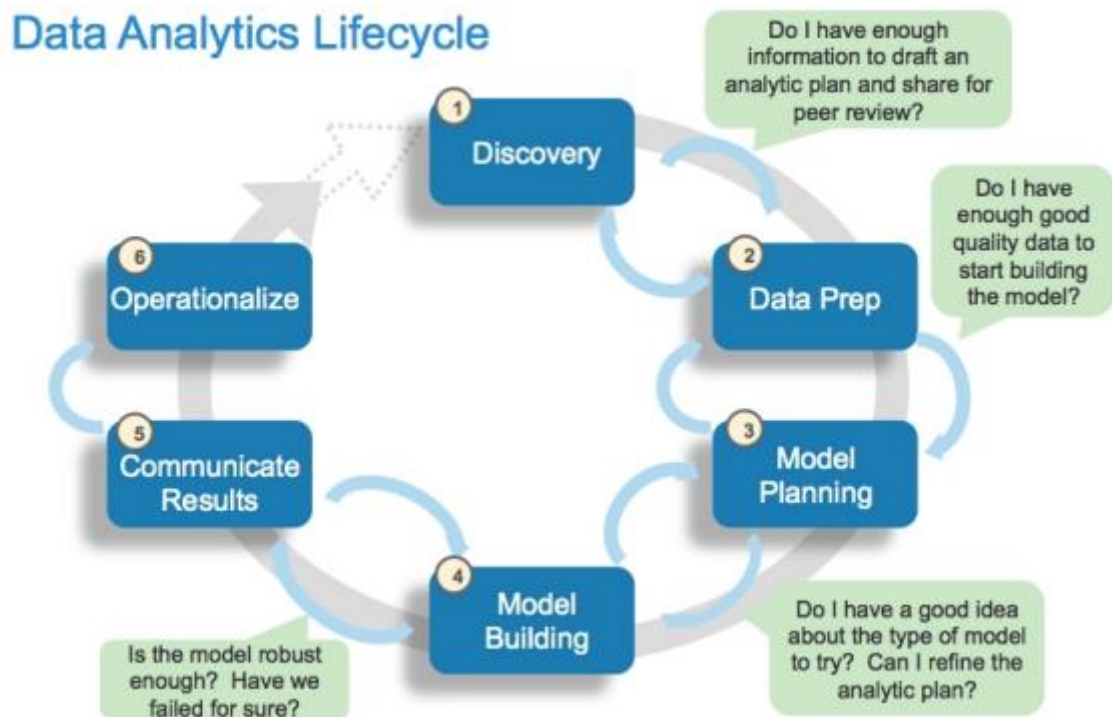 Data Analytics Lifecycle
Do I have enough
information to draft an
analytic plan and share for
peer review?
1
Discovery
Do I have
enough good
quality data to
start building
the model?
2
Data Prep
6
Operationalize
3
Model
Planning
5
Communicate
Results
4
Model
Building
Do I have a good idea
about the type of model
to try? Can I refine the
analytic plan?
Is the model robust
enough? Have we
failed for sure?